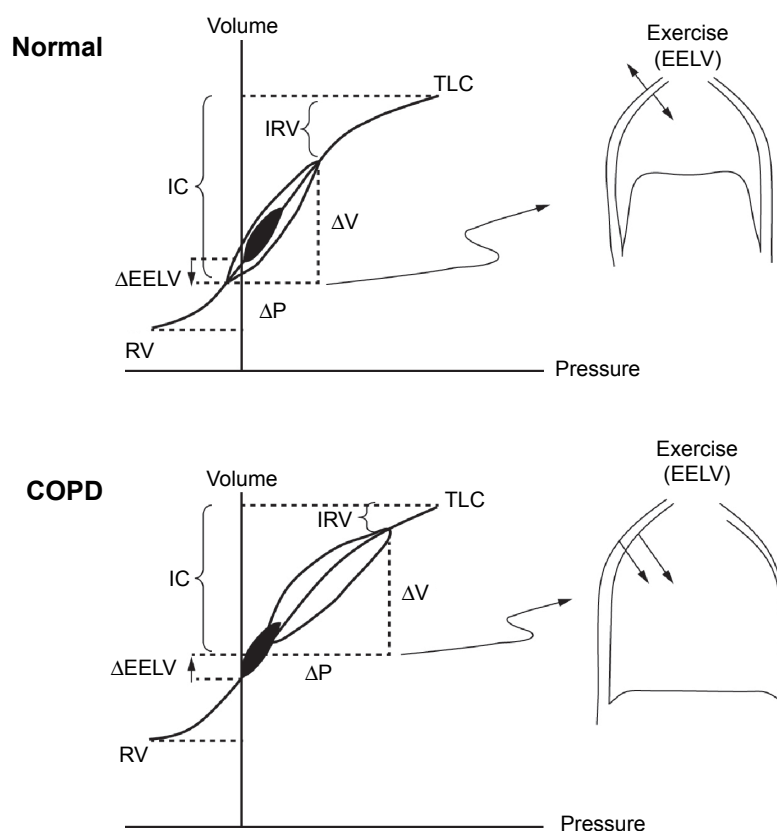 Normal
Volume
TLC
IRV
IC
ΔV
ΔEELV
ΔP
RV
Pressure
Exercise
(EELV)
COPD
Volume
TLC
IRV
IC
ΔV
ΔEELV
ΔP
RV
Pressure
Exercise
(EELV)